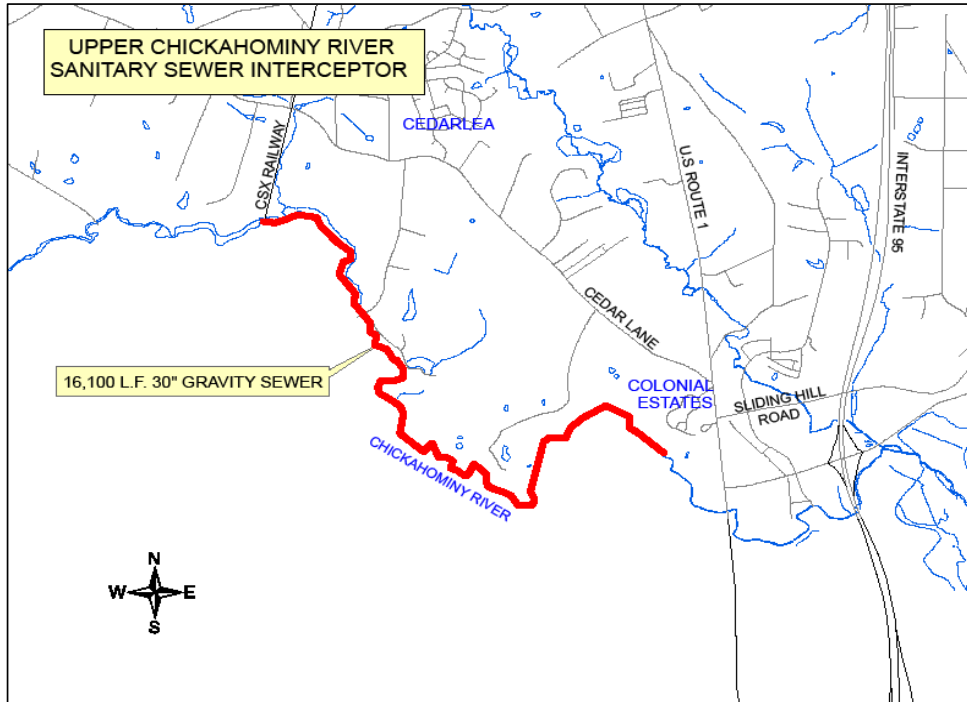 UPPER CHICKAHOMINY RIVER
SANITARY SEWER INTERCEPTOR
CSX RAILWAY
CEDARLEA
U.S ROUTE 1
INTERSTATE 95
CEDAR LANE
16,100 L.F. 30" GRAVITY SEWER
COLONIAL
ESTATES
SLIDING HILL
ROAD
CHICKAHOMINY RIVER
N
W E
S